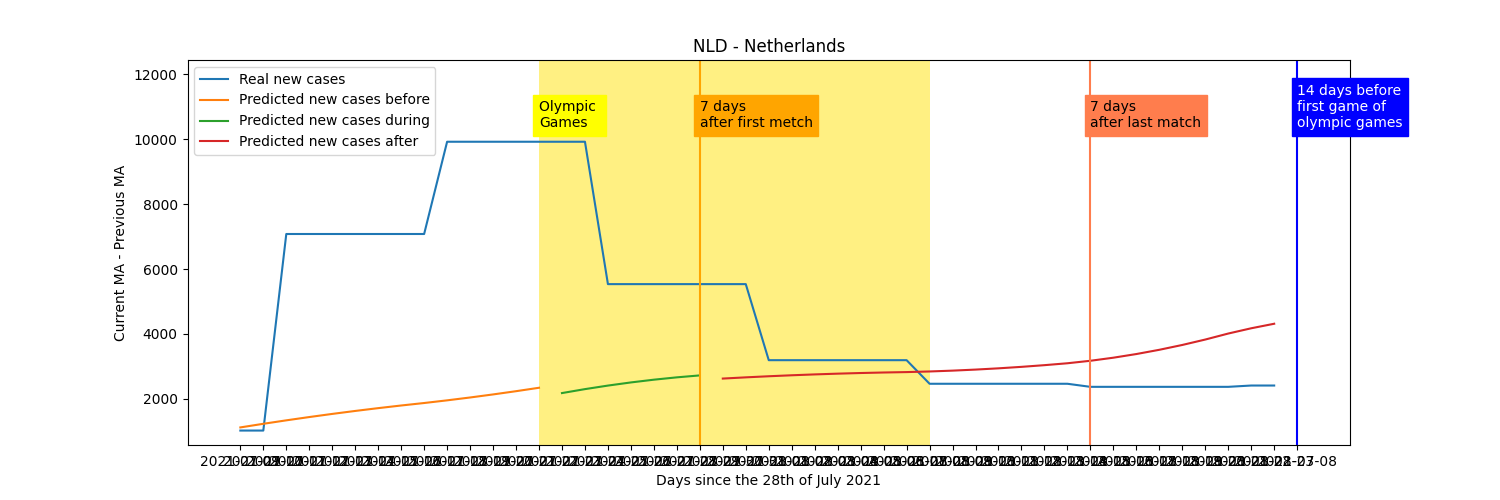 NLD - Netherlands
Real new cases
Predicted new cases before
Predicted new cases during
Predicted new cases after
Olympic
Games
7 days
after first metch
7 days
after last match
14 days before
first game of
olympic games
12000
10000
8000
6000
4000
2000
Current MA - Previous MA
Days since the 28th of July 2021